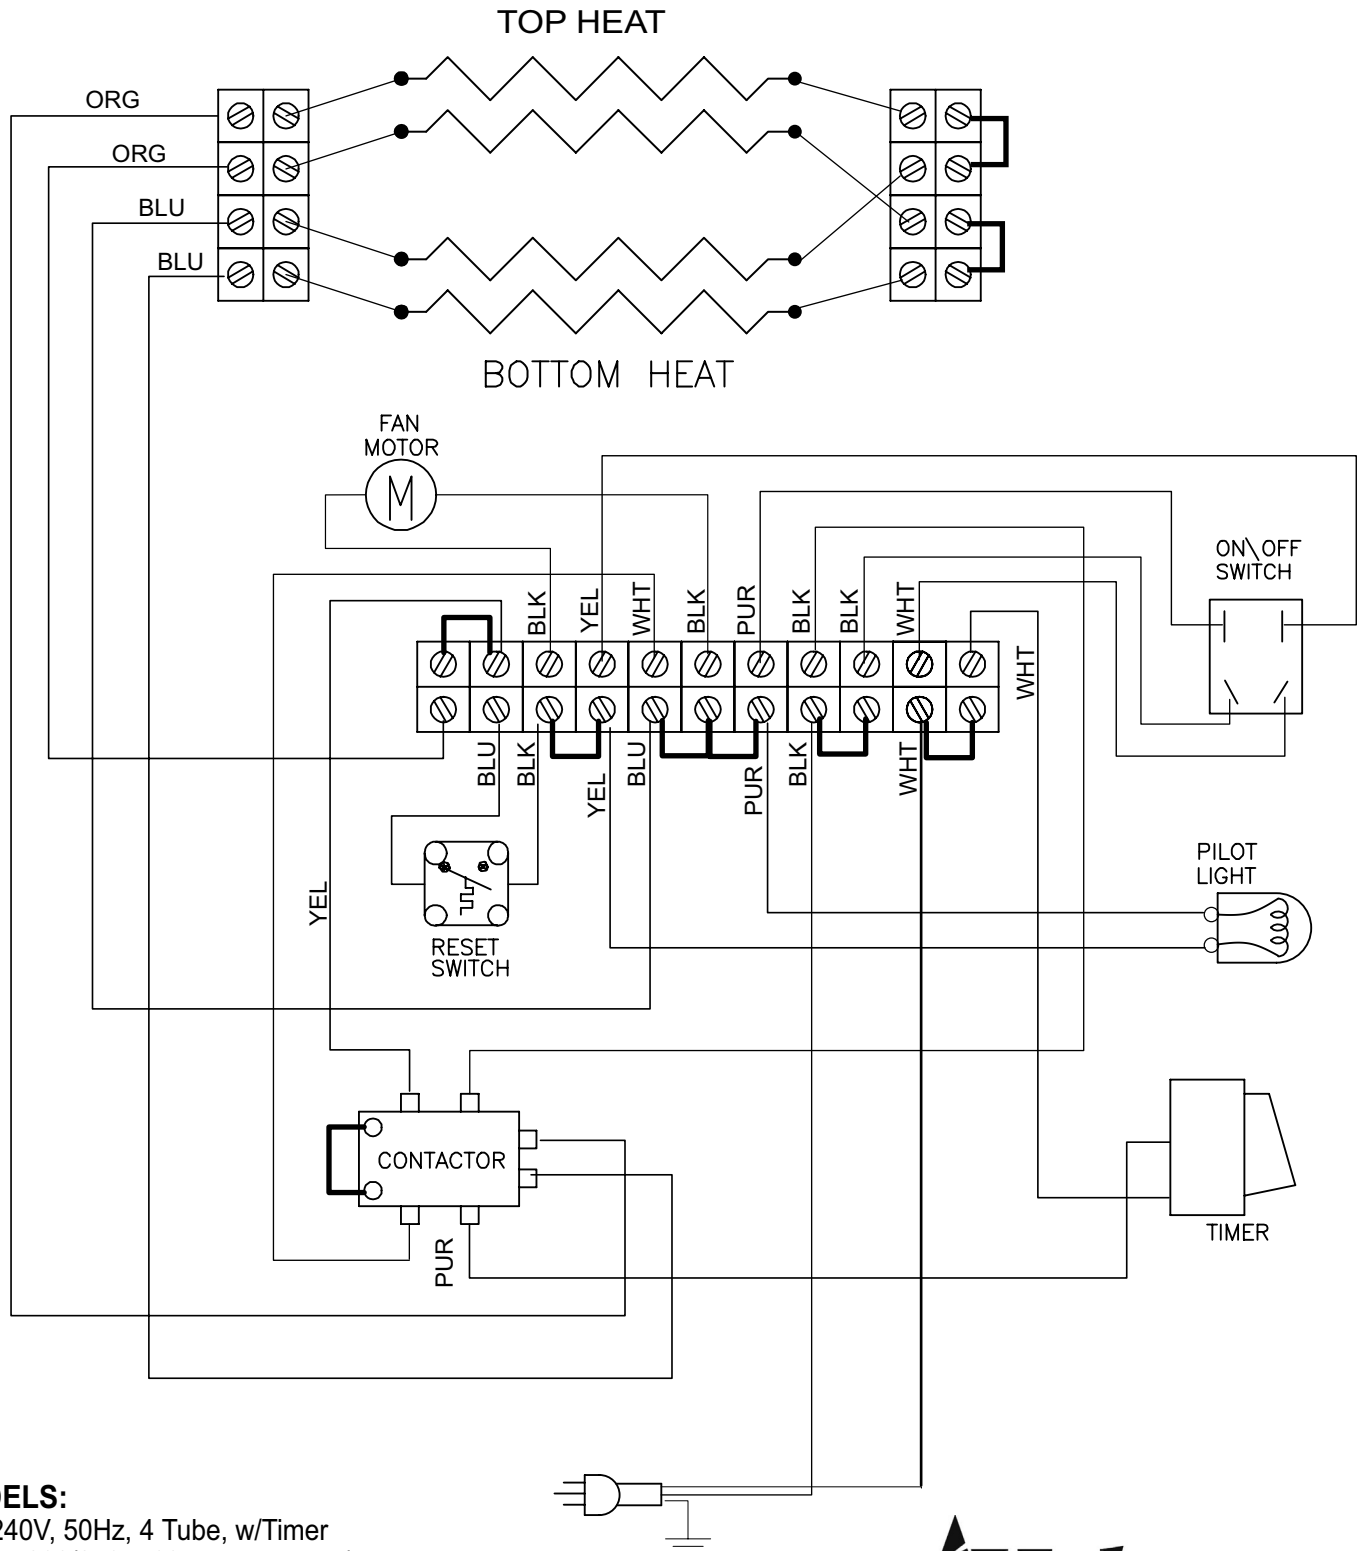 TOP HEAT
ORG
ORG
BLU
BLU
BOTTOM HEAT
FAN
MOTOR
M
ON\OFF
SWITCH
BLK
YEL
WHT
BLK
PUR
BLK
BLK
WHT
WHT
BLU
BLK
YEL
BLU
PUR
BLK
WHT
YEL
RESET
SWITCH
PILOT
LIGHT
CONTACTOR
PUR
TIMER
DELS:
240V, 50Hz, 4 Tube, w/Timer